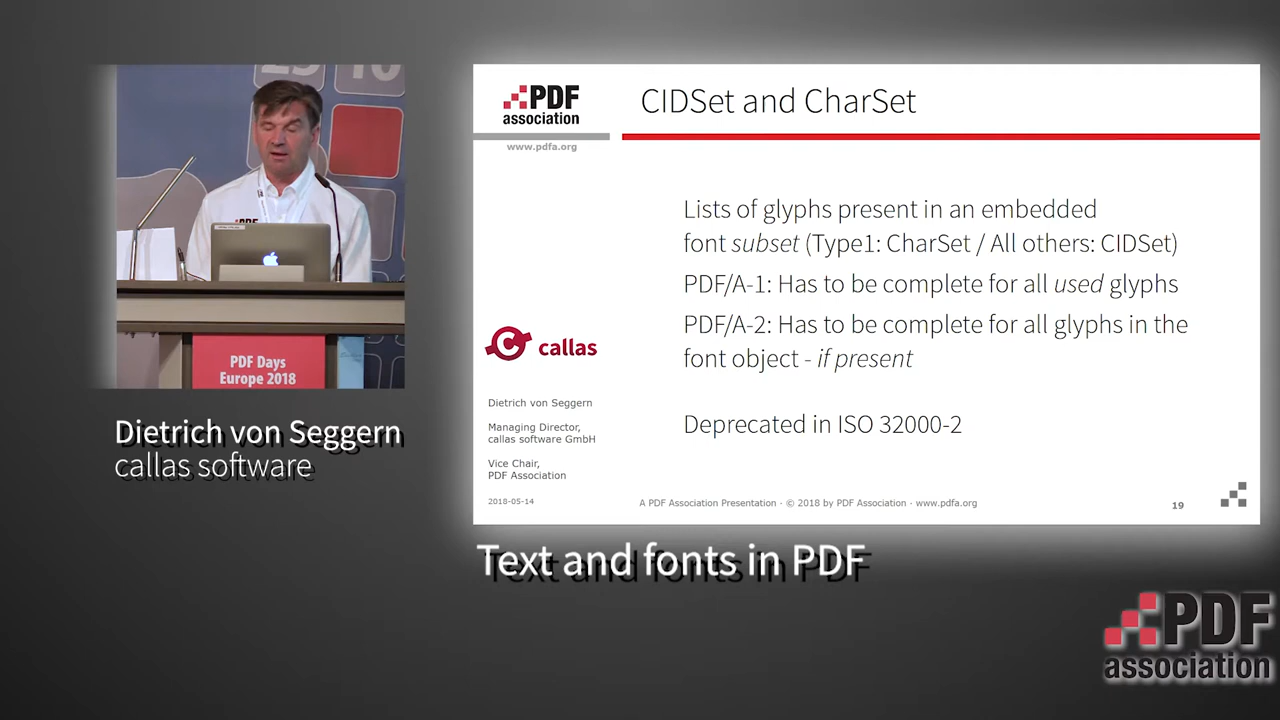 25 10
PDF
PDF Days
Europe 2018
Dietrich von Seggern
callas software
PDF
association
www.pdfa.org
CIDSet and CharSet
Lists of glyphs present in an embedded
font subset (Type1: CharSet / All others: CIDSet)
PDF/A-1: Has to be complete for all used glyphs
PDF/A-2: Has to be complete for all glyphs in the
font object - if present
Deprecated in ISO 32000-2
callas
Dietrich von Seggern
Managing Director,
callas software GmbH
Vice Chair,
PDF Association
2018-05-14
A PDF Association Presentation · © 2018 by PDF Association · www.pdfa.org
19
Text and fonts in PDF
PDF
association